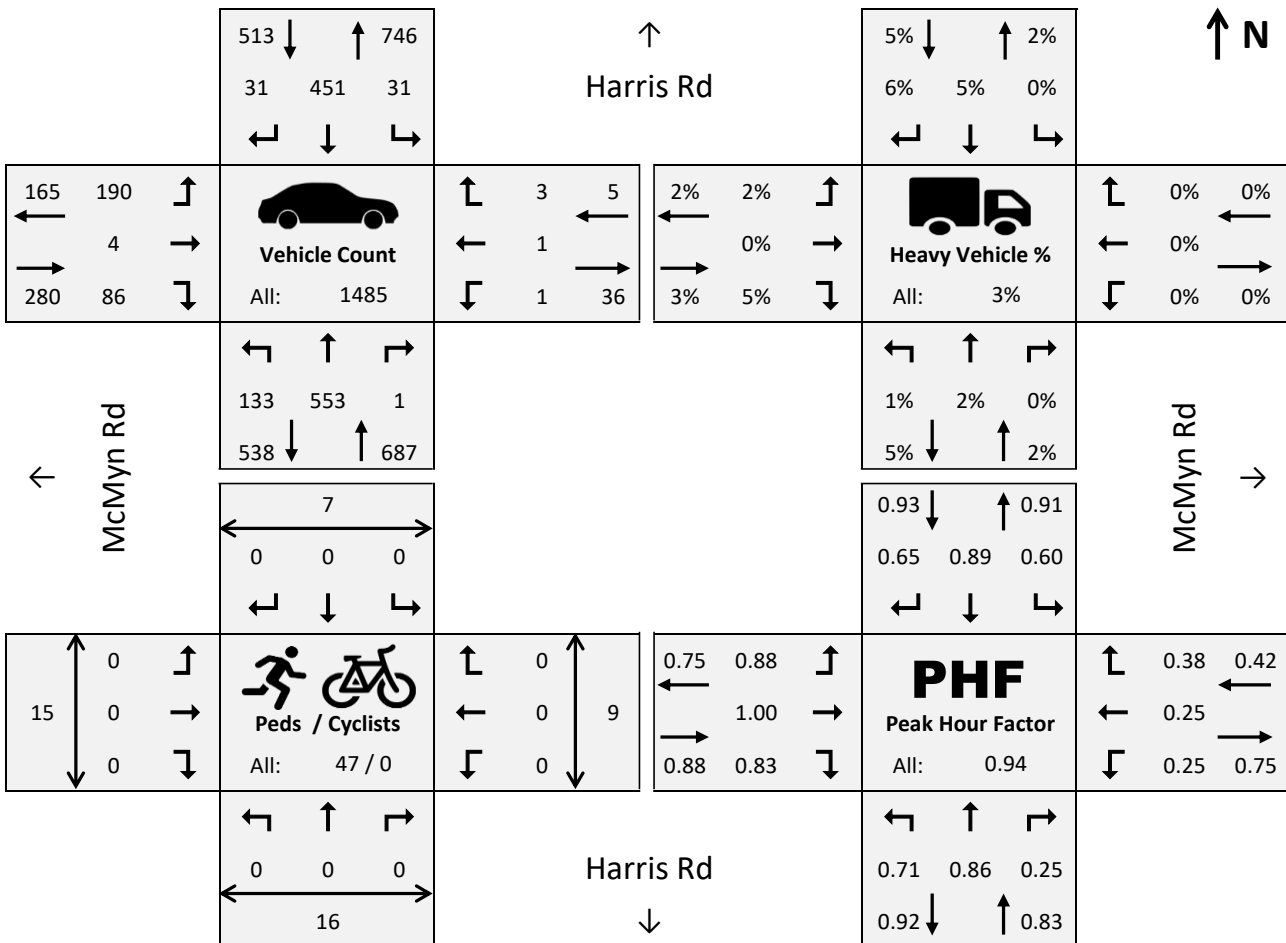 513 746 ↑ 5% 2% N
31 451 31 Harris Rd 6% 5% 0%
165 190 3 5 2% 2% 0% 0%
4 Vehicle Count 1 0% Heavy Vehicle % 0%
280 86 All: 1485 1 36 3% 5% All: 3% 0% 0%
133 553 1 1% 2% 0%
538 687 5% 2%
← McMyn Rd
McMyn Rd →
7 0.93 0.91
0 0 0 0.65 0.89 0.60
0 0 0.75 0.88 PHF 0.38 0.42
15 0 Peds / Cyclists 0 9 1.00 Peak Hour Factor 0.25
0 All: 47 / 0 0 0.88 0.83 All: 0.94 0.25 0.75
0 0 0 Harris Rd 0.71 0.86 0.25
16 ↓ 0.92 0.83